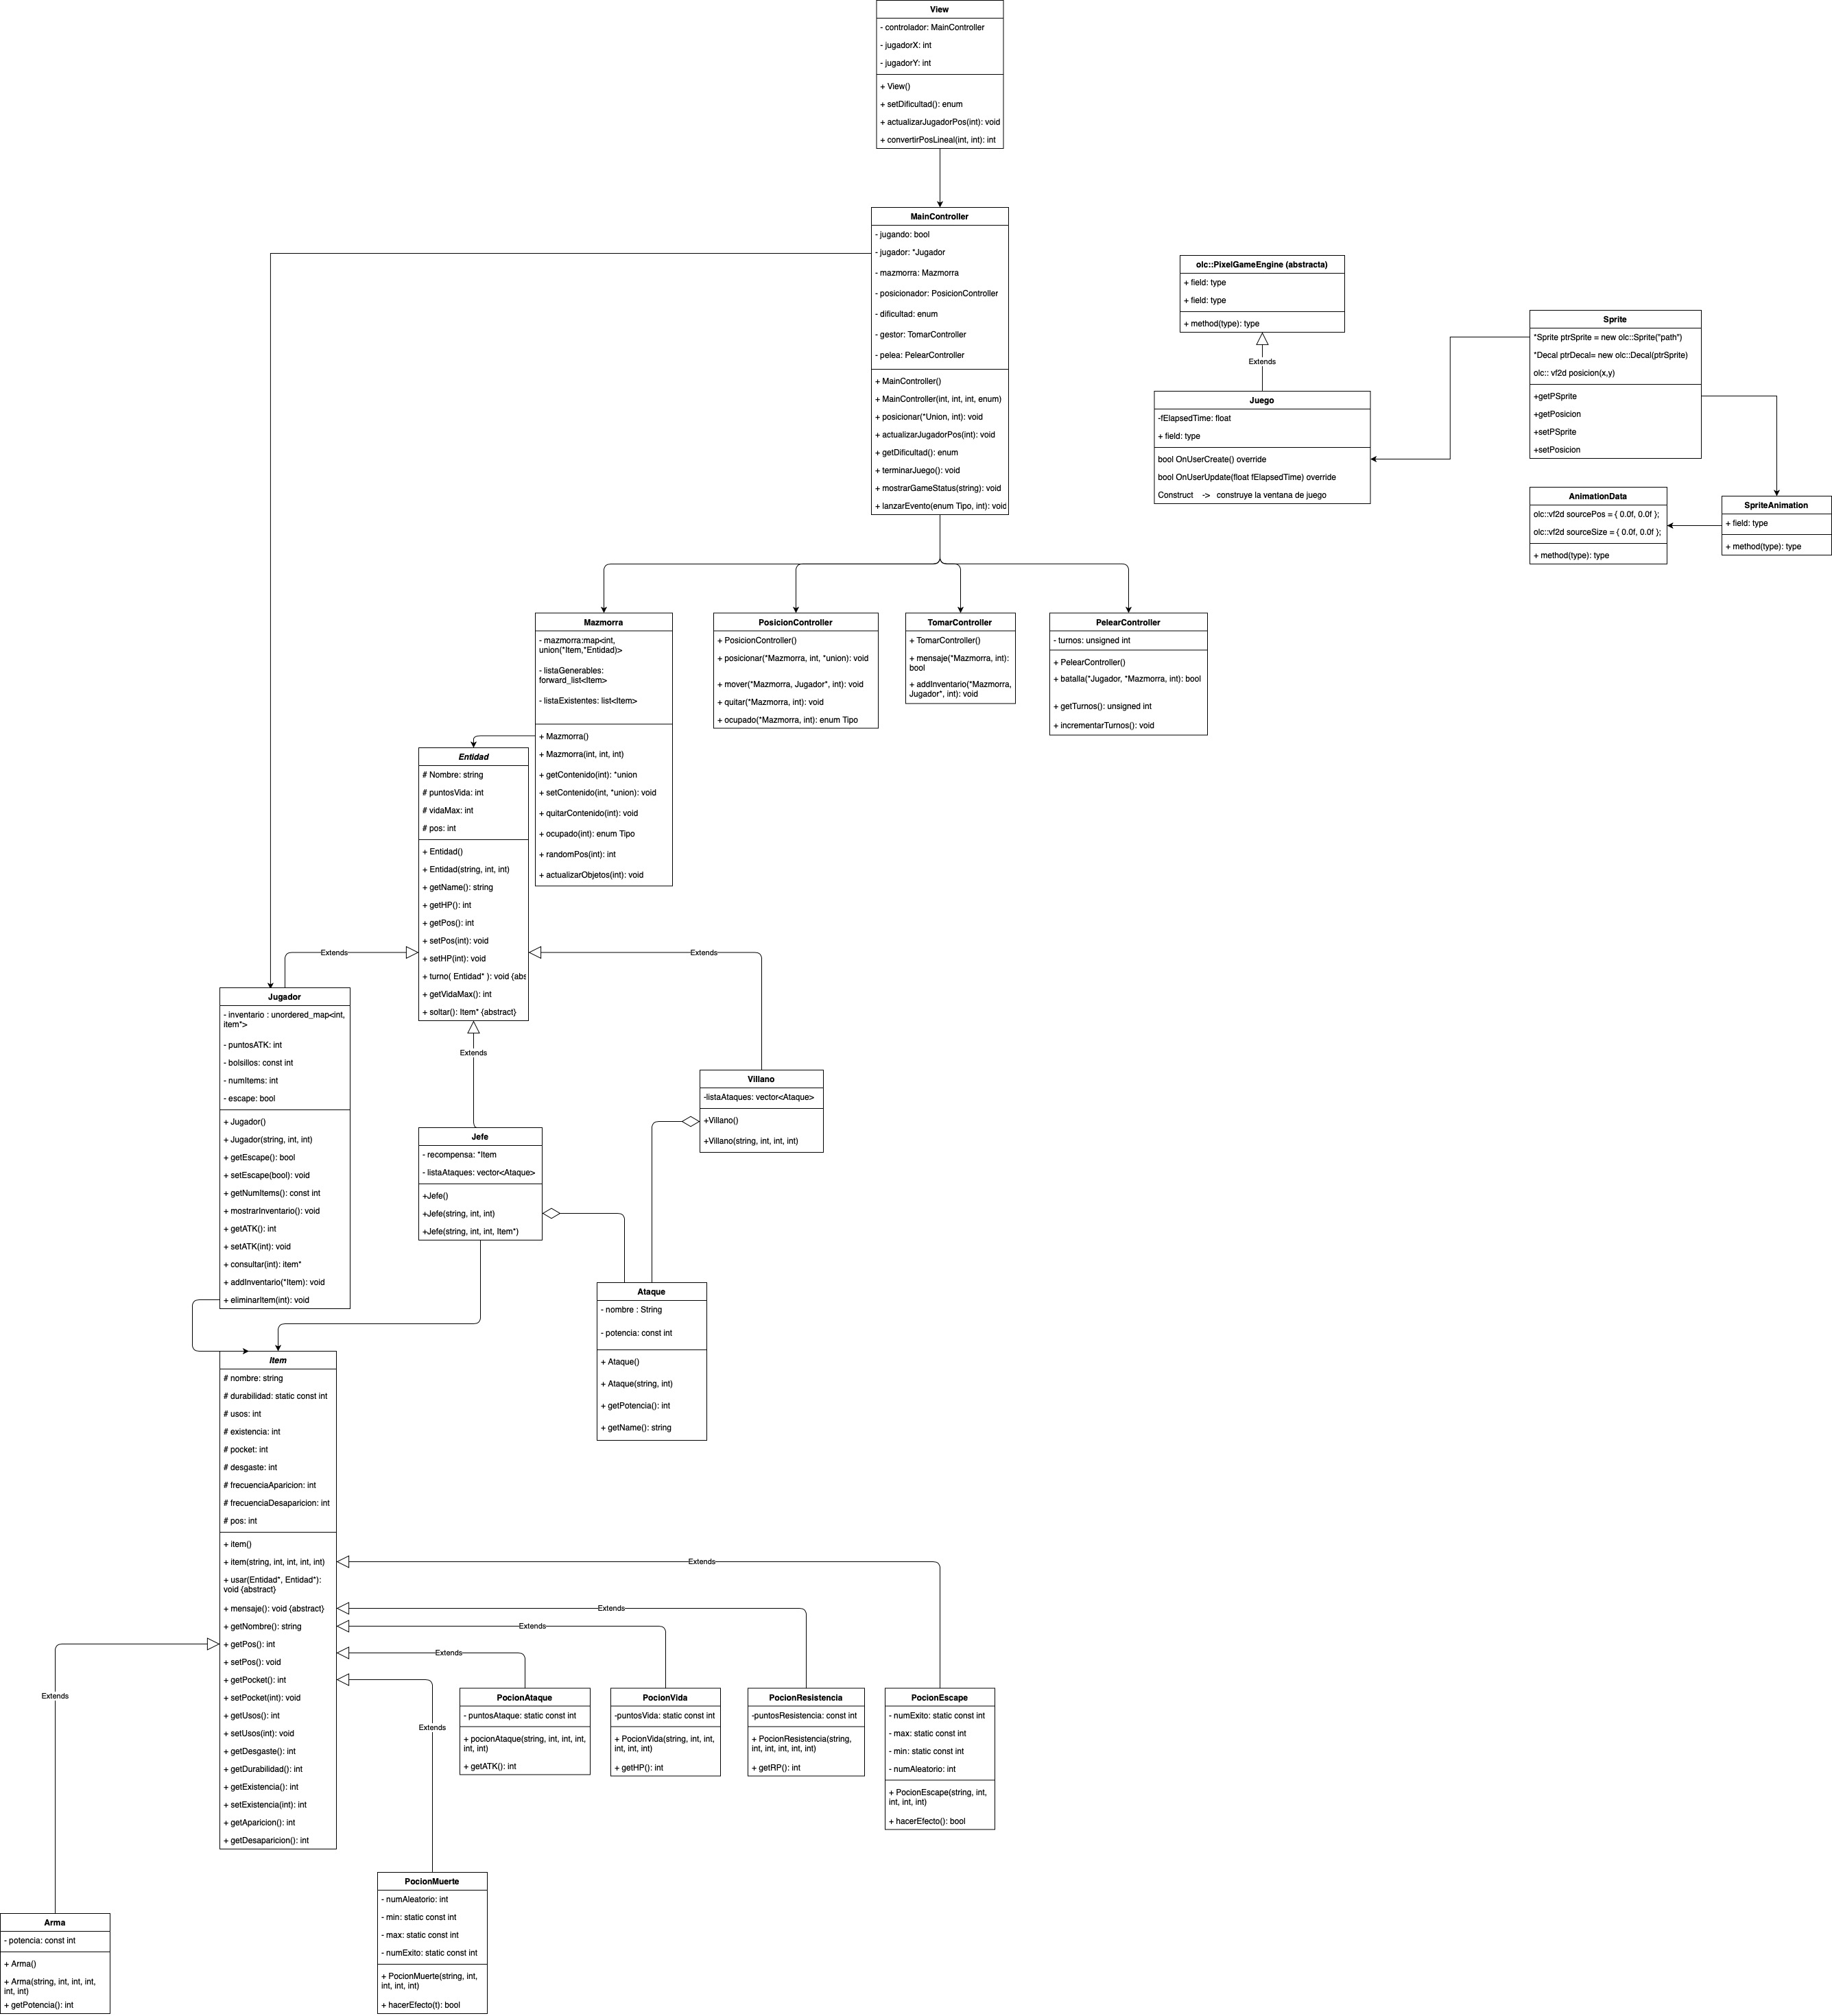 View
- controlador: MainController
- jugadorX: int
- jugadorY: int
+ View()
+ setDificultad(): enum
+ actualizarJugadorPos(int): void
+ convertirPosLineal(int, int): int
MainController
- jugando: bool
- jugador: *Jugador
- mazmorra: Mazmorra
- posicionador: PosicionController
- dificultad: enum
- gestor: TomarController
- pelea: PelearController
+ MainController()
+ MainController(int, int, int, enum)
+ posicionar(*Union, int): void
+ actualizarJugadorPos(int): void
+ getDificultad(): enum
+ terminarJuego(): void
+ mostrarGameStatus(string): void
+ lanzarEvento(enum Tipo, int): void
olc::PixelGameEngine (abstracta)
+ field: type
+ field: type
+ method(type): type
Extends
Juego
-fElapsedTime: float
+ field: type
bool OnUserCreate() override
bool OnUserUpdate(float fElapsedTime) override
Construct -> construye la ventana de juego
Sprite
*Sprite ptrSprite = new olc::Sprite("path")
*Decal ptrDecal= new olc::Decal(ptrSprite)
olc:: vf2d posicion(x,y)
+getPSprite
+getPosicion
+setPSprite
+setPosicion
AnimationData
olc::vf2d sourcePos = { 0.0f, 0.0f };
olc::vf2d sourceSize = { 0.0f, 0.0f };
+ method(type): type
SpriteAnimation
+ field: type
+ method(type): type
Mazmorra
- mazmorra:map<int,
union(*Item,*Entidad)>
- listaGenerables:
forward_list<Item>
- listaExistentes: list<Item>
+ Mazmorra()
+ Mazmorra(int, int, int)
+ getContenido(int): *union
+ setContenido(int, *union): void
+ quitarContenido(int): void
+ ocupado(int): enum Tipo
+ randomPos(int): int
+ actualizarObjetos(int): void
PosicionController
+ PosicionController()
+ posicionar(*Mazmorra, int, *union): void
+ mover(*Mazmorra, Jugador*, int): void
+ quitar(*Mazmorra, int): void
+ ocupado(*Mazmorra, int): enum Tipo
TomarController
+ TomarController()
+ mensaje(*Mazmorra, int):
bool
+ addInventario(*Mazmorra,
Jugador*, int): void
PelearController
- turnos: unsigned int
+ PelearController()
+ batalla(*Jugador, *Mazmorra, int): bool
+ getTurnos(): unsigned int
+ incrementarTurnos(): void
Entidad
# Nombre: string
# puntosVida: int
# vidaMax: int
# pos: int
+ Entidad()
+ Entidad(string, int, int)
+ getName(): string
+ getHP(): int
+ getPos(): int
+ setPos(int): void
+ setHP(int): void
+ turno( Entidad* ): void {abs
+ getVidaMax(): int
+ soltar(): Item* {abstract}
Extends
Extends
Extends
Jugador
- inventario : unordered_map<int,
item*>
- puntosATK: int
- bolsillos: const int
- numItems: int
- escape: bool
+ Jugador()
+ Jugador(string, int, int)
+ getEscape(): bool
+ setEscape(bool): void
+ getNumItems(): const int
+ mostrarInventario(): void
+ getATK(): int
+ setATK(int): void
+ consultar(int): item*
+ addInventario(*Item): void
+ eliminarItem(int): void
Villano
-listaAtaques: vector<Ataque>
+Villano()
+Villano(string, int, int, int)
Jefe
- recompensa: *Item
- listaAtaques: vector<Ataque>
+Jefe()
+Jefe(string, int, int)
+Jefe(string, int, int, Item*)
Ataque
- nombre : String
- potencia: const int
+ Ataque()
+ Ataque(string, int)
+ getPotencia(): int
+ getName(): string
Item
# nombre: string
# durabilidad: static const int
# usos: int
# existencia: int
# pocket: int
# desgaste: int
# frecuenciaAparicion: int
# frecuenciaDesaparicion: int
# pos: int
+ item()
+ item(string, int, int, int, int)
+ usar(Entidad*, Entidad*):
void {abstract}
+ mensaje(): void {abstract}
+ getNombre(): string
+ getPos(): int
+ setPos(): void
+ getPocket(): int
+ setPocket(int): void
+ getUsos(): int
+ setUsos(int): void
+ getDesgaste(): int
+ getDurabilidad(): int
+ getExistencia(): int
+ setExistencia(int): int
+ getAparicion(): int
+ getDesaparicion(): int
Extends
Extends
Extends
Extends
Extends
Extends
PocionAtaque
- puntosAtaque: static const int
+ pocionAtaque(string, int, int, int,
int, int)
+ getATK(): int
PocionVida
-puntosVida: static const int
+ PocionVida(string, int, int,
int, int, int)
+ getHP(): int
PocionResistencia
-puntosResistencia: const int
+ PocionResistencia(string,
int, int, int, int, int)
+ getRP(): int
PocionEscape
- numExito: static const int
- max: static const int
- min: static const int
- numAleatorio: int
+ PocionEscape(string, int,
int, int, int)
+ hacerEfecto(): bool
PocionMuerte
- numAleatorio: int
- min: static const int
- max: static const int
- numExito: static const int
+ PocionMuerte(string, int,
int, int, int)
+ hacerEfecto(t): bool
Arma
- potencia: const int
+ Arma()
+ Arma(string, int, int, int,
int, int)
+ getPotencia(): int